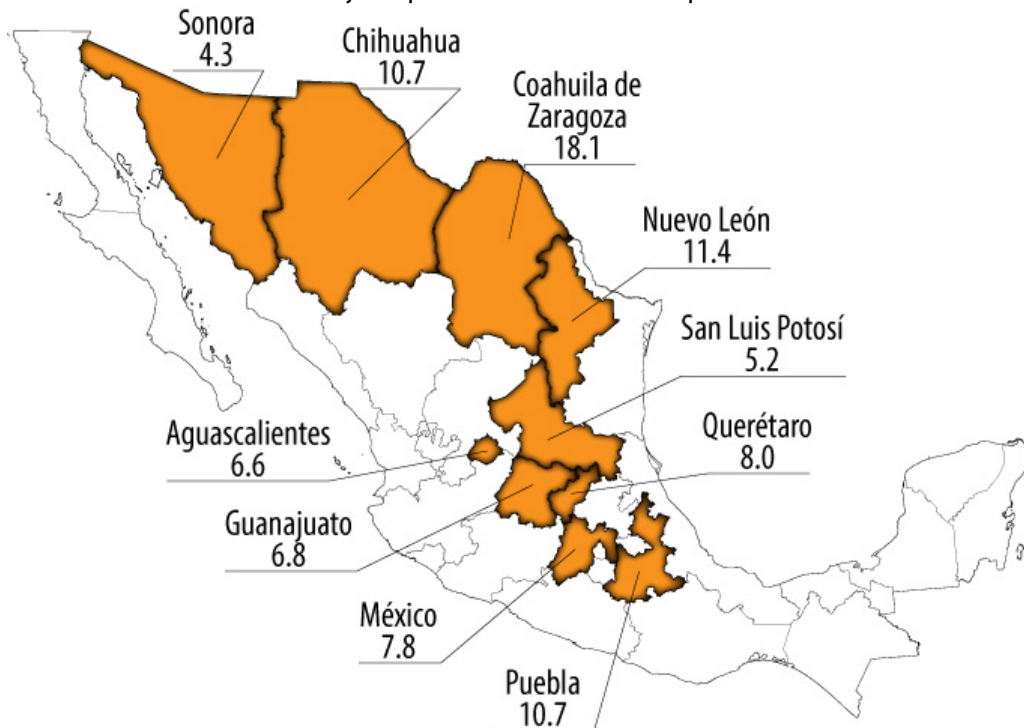 Sonora
4.3
Chihuahua
10.7
Coahuila de
Zaragoza
18.1
Nuevo León
11.4
San Luis Potosí
5.2
Aguascalientes
6.6
Querétaro
8.0
Guanajuato
6.8
México
7.8
Puebla
10.7